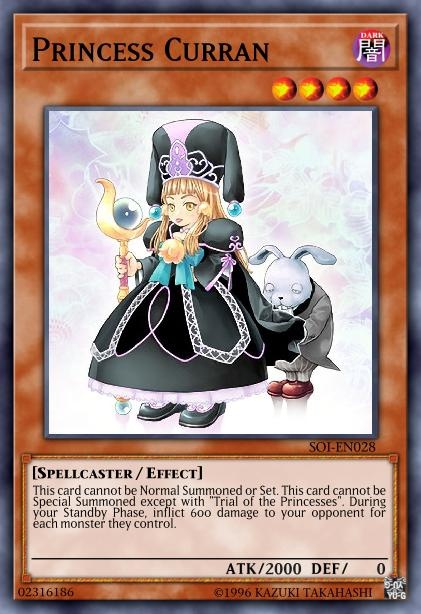 Princess Curran
DARK
闇
SOI-EN028
[Spellcaster / Effect]
This card cannot be Normal Summoned or Set. This card cannot be
Special Summoned except with "Trial of the Princesses". During
your Standby Phase, inflict 600 damage to your opponent for
each monster they control.
ATK/2000 DEF/ 0
02316186
©1996 KAZUKI TAKAHASHI